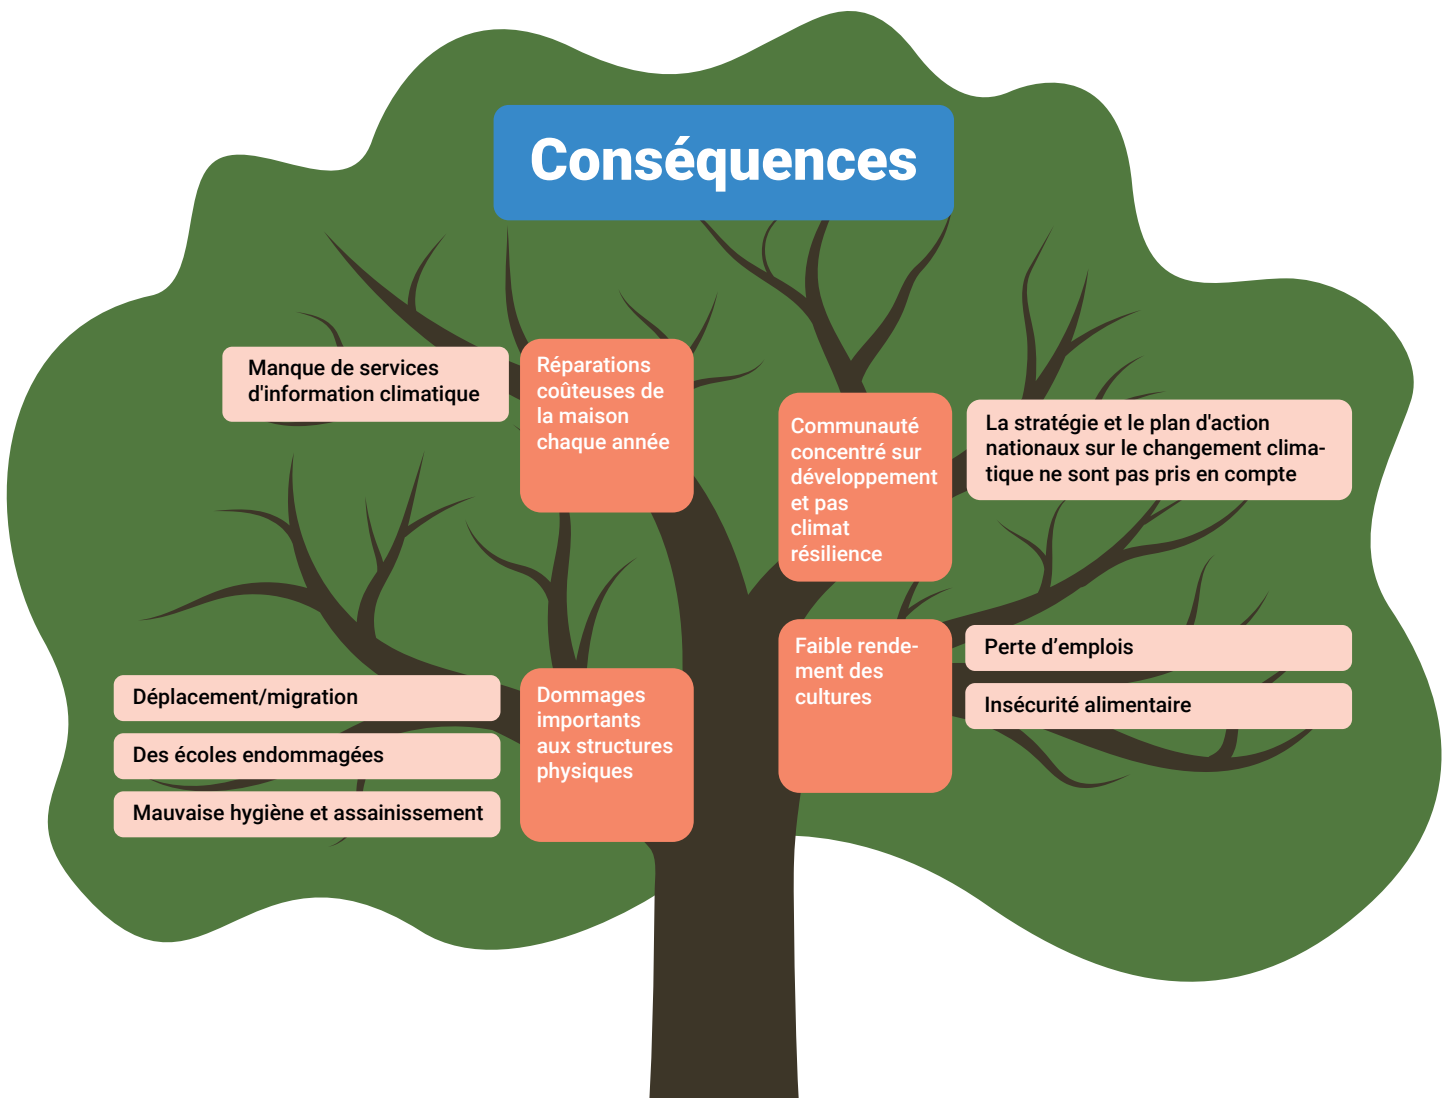 Conséquences
Manque de services
d'information climatique
Réparations
coûteuses de
la maison
chaque année
Communauté
concentré sur
développement
et pas
climat
résilience
La stratégie et le plan d'action
nationaux sur le changement clima-
tique ne sont pas pris en compte
Déplacement/migration
Des écoles endommagées
Mauvaise hygiène et assainissement
Dommages
importants
aux structures
physiques
Faible rende-
ment des
cultures
Perte d’emplois
Insécurité alimentaire